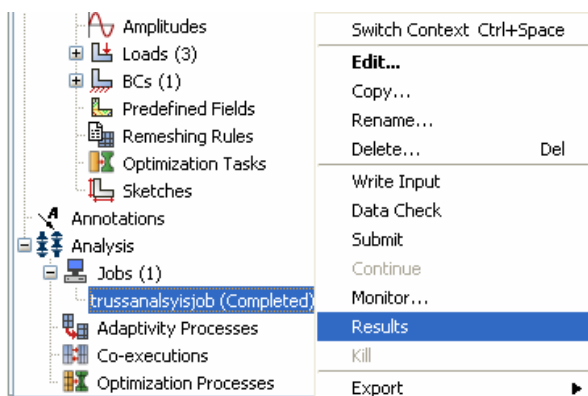 Amplitudes
Loads (3)
BCs (1)
Predefined Fields
Remeshing Rules
Optimization Tasks
Sketches
Annotations
Analysis
Jobs (1)
trussanalsyisjob (Completed)
Adaptivity Processes
Co-executions
Optimization Processes
Switch Context Ctrl+Space
Edit...
Copy...
Rename...
Delete... Del
Write Input
Data Check
Submit
Continue
Monitor...
Results
Kill
Export